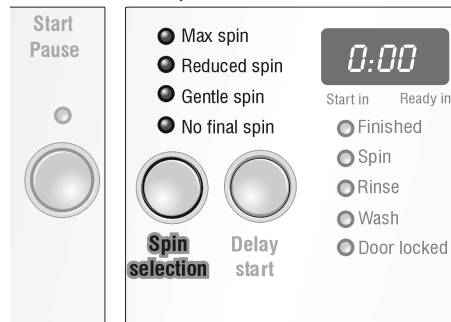 Start
Pause
Max spin
Reduced spin
Gentle spin
No final spin
Spin
selection
Delay
start
0:00
Start in Ready in
Finished
Spin
Rinse
Wash
Door locked